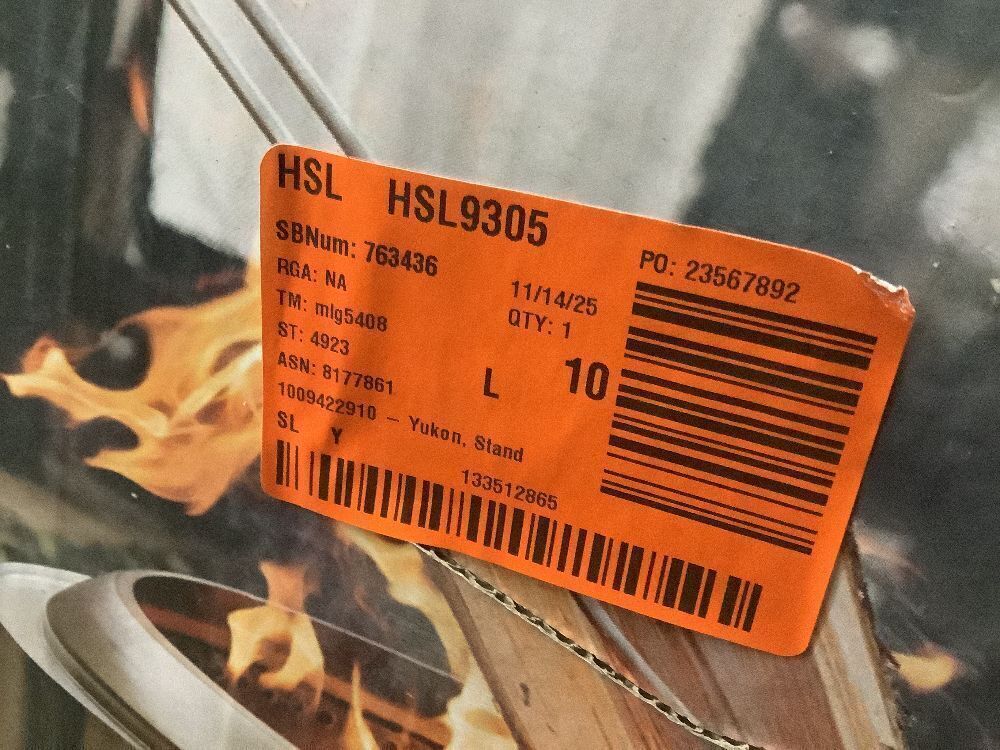 HSL HSL9305
SBNum: 763436
PO: 23567892
RGA: NA
11/14/25
TM: mlg5408
QTY: 1
ST: 4923
ASN: 8177861
L 10
1009422910 – Yukon, Stand
SL Y
133512865